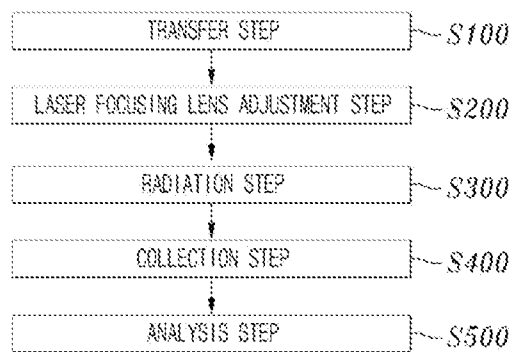 TRANSFER STEP S100
LASER FOCUSING LENS ADJUSTMENT STEP S200
RADIATION STEP S300
COLLECTION STEP S400
ANALYSIS STEP S500